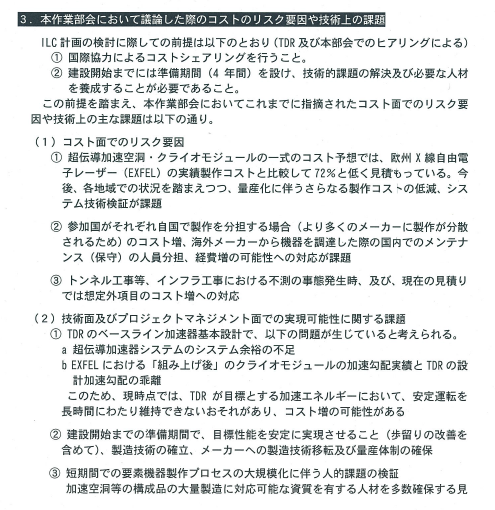 3．本作業部会において議論した際のコストのリスク要因や技術上の課題
ILC計画の検討に際しての前提は以下のとおり（TDR及び本部会でのヒアリングによる）
① 国際協力によるコストシェアリングを行うこと。
② 建設開始までには準備期間（4年間）を設け、技術的課題の解決及び必要な人材
を養成することが必要であること。
この前提を踏まえ、本作業部会においてこれまでに指摘されたコスト面でのリスク要
因や技術上の主な課題は以下の通り。
（1）コスト面でのリスク要因
① 超伝導加速空洞・クライオモジュールの一式のコスト予想では、欧州X線自由電
子レーザー（EXFEL）の実績製作コストと比較して72％と低く見積もっている。今
後、各地域での状況を踏まえつつ、量産化に伴うさらなる製作コストの低減、シス
テム技術検証が課題
② 参加国がそれぞれ自国で製作を分担する場合（より多くのメーカーに製作が分散
されるため）のコスト増、海外メーカーから機器を調達した際の国内でのメンテナ
ンス（保守）の人員分担、経費増の可能性への対応が課題
③ トンネル工事等、インフラ工事における不測の事態発生時、及び、現在の見積り
では想定外項目のコスト増への対応
（2）技術面及びプロジェクトマネジメント面での実現可能性に関する課題
① TDRのベースライン加速器基本設計で、以下の問題が生じていると考えられる。
a 超伝導加速器システムのシステム余裕の不足
b EXFELにおける「組み上げ後」のクライオモジュールの加速勾配実績とTDRの設
計加速勾配の乖離
このため、現時点では、TDRが目標とする加速エネルギーにおいて、安定運転を
長時間にわたり維持できないおそれがあり、コスト増の可能性がある
② 建設開始までの準備期間で、目標性能を安定に実現させること（歩留りの改善を
含めて）、製造技術の確立、メーカーへの製造技術移転及び量産体制の確保
③ 短期間での要素機器製作プロセスの大規模化に伴う人的課題の検証
加速空洞等の構成品の大量製造に対応可能な資質を有する人材を多数確保する見